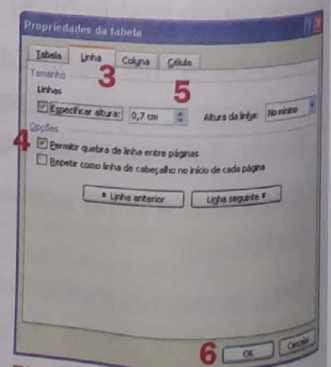 Propriedades da tabela
Tabela Linha Coluna Célula
3
Tamanho
Linhas
5
Especificar altura: 0,7 cm Altura da linha: No mínimo
Opções
4
Permitir quebra de linha entre páginas
Repetir como linha de cabeçalho no início de cada página
Linha anterior Linha seguinte
6
OK Cancelar